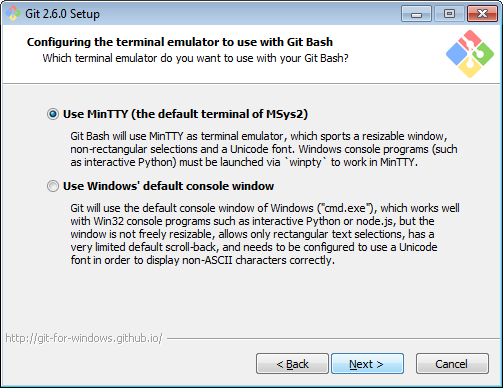 Git 2.6.0 Setup
Configuring the terminal emulator to use with Git Bash
Which terminal emulator do you want to use with your Git Bash?
Use MinTTY (the default terminal of MSys2)
Git Bash will use MinTTY as terminal emulator, which sports a resizable window,
non-rectangular selections and a Unicode font. Windows console programs (such
as interactive Python) must be launched via `winpty` to work in MinTTY.
Use Windows' default console window
Git will use the default console window of Windows ("cmd.exe"), which works well
with Win32 console programs such as interactive Python or node.js, but the
window is not freely resizable, allows only rectangular text selections, has a
very limited default scroll-back, and needs to be configured to use a Unicode
font in order to display non-ASCII characters correctly.
http://git-for-windows.github.io/
< Back
Next >
Cancel